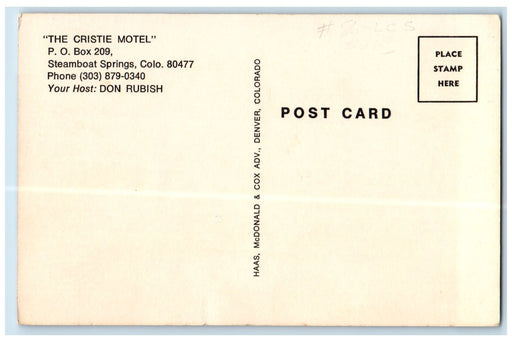 "THE CRISTIE MOTEL"
P. O. Box 209,
Steamboat Springs, Colo. 80477
Phone (303) 879-0340
Your Host: DON RUBISH
HAAS, McDONALD & COX ADV., DENVER, COLORADO
POST CARD
PLACE
STAMP
HERE